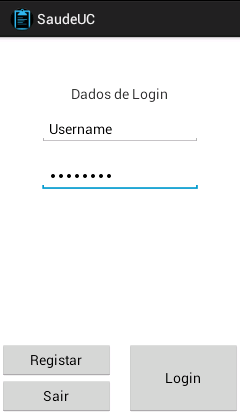 SaudeUC
Dados de Login
Username
••••••••
Registar
Login
Sair